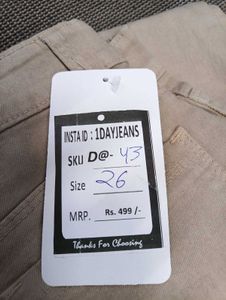 INSTA ID : 1DAYJEANS
SKU D@- 43
Size 26
MRP. Rs. 499 /-
Thanks For Choosing